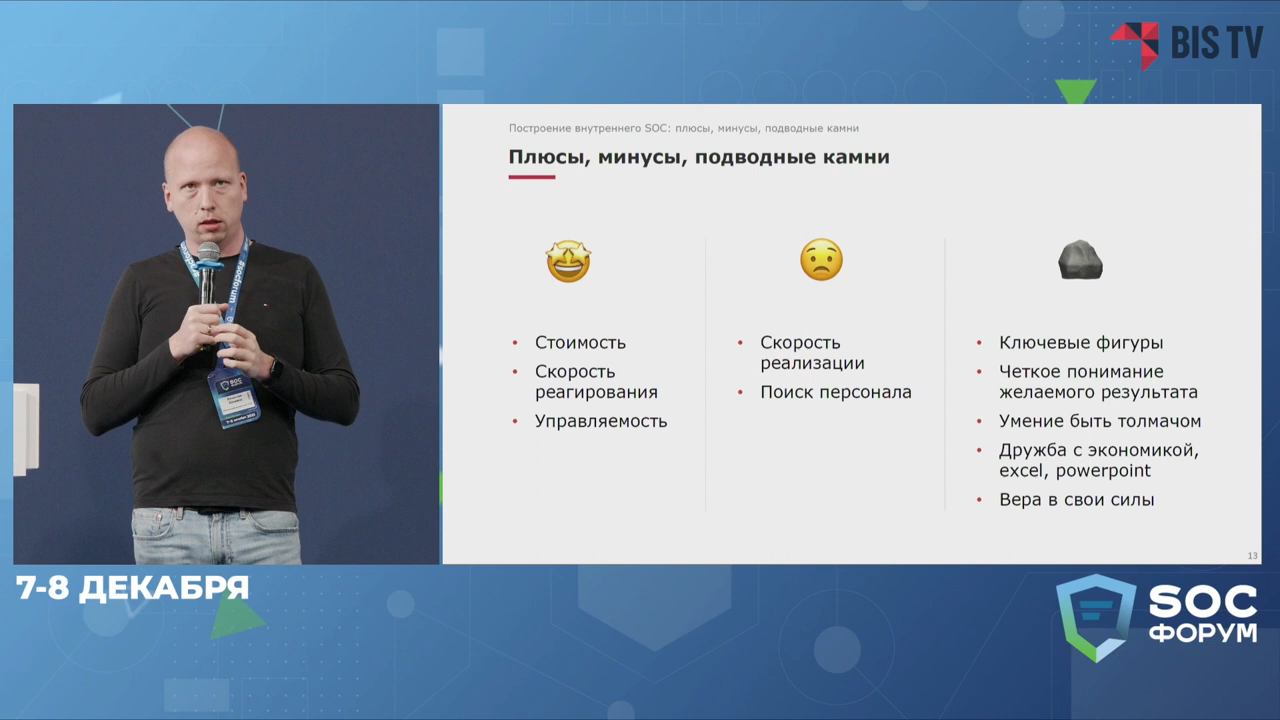 BIS TV
Построение внутреннего SOC: плюсы, минусы, подводные камни
Плюсы, минусы, подводные камни
• Стоимость
• Скорость
реагирования
• Управляемость
• Скорость
реализации
• Поиск персонала
• Ключевые фигуры
• Четкое понимание
желаемого результата
• Умение быть толмачом
• Дружба с экономикой,
excel, powerpoint
• Вера в свои силы
13
#socforum
SOC
7-8 ДЕКАБРЯ
SOC
ФОРУМ